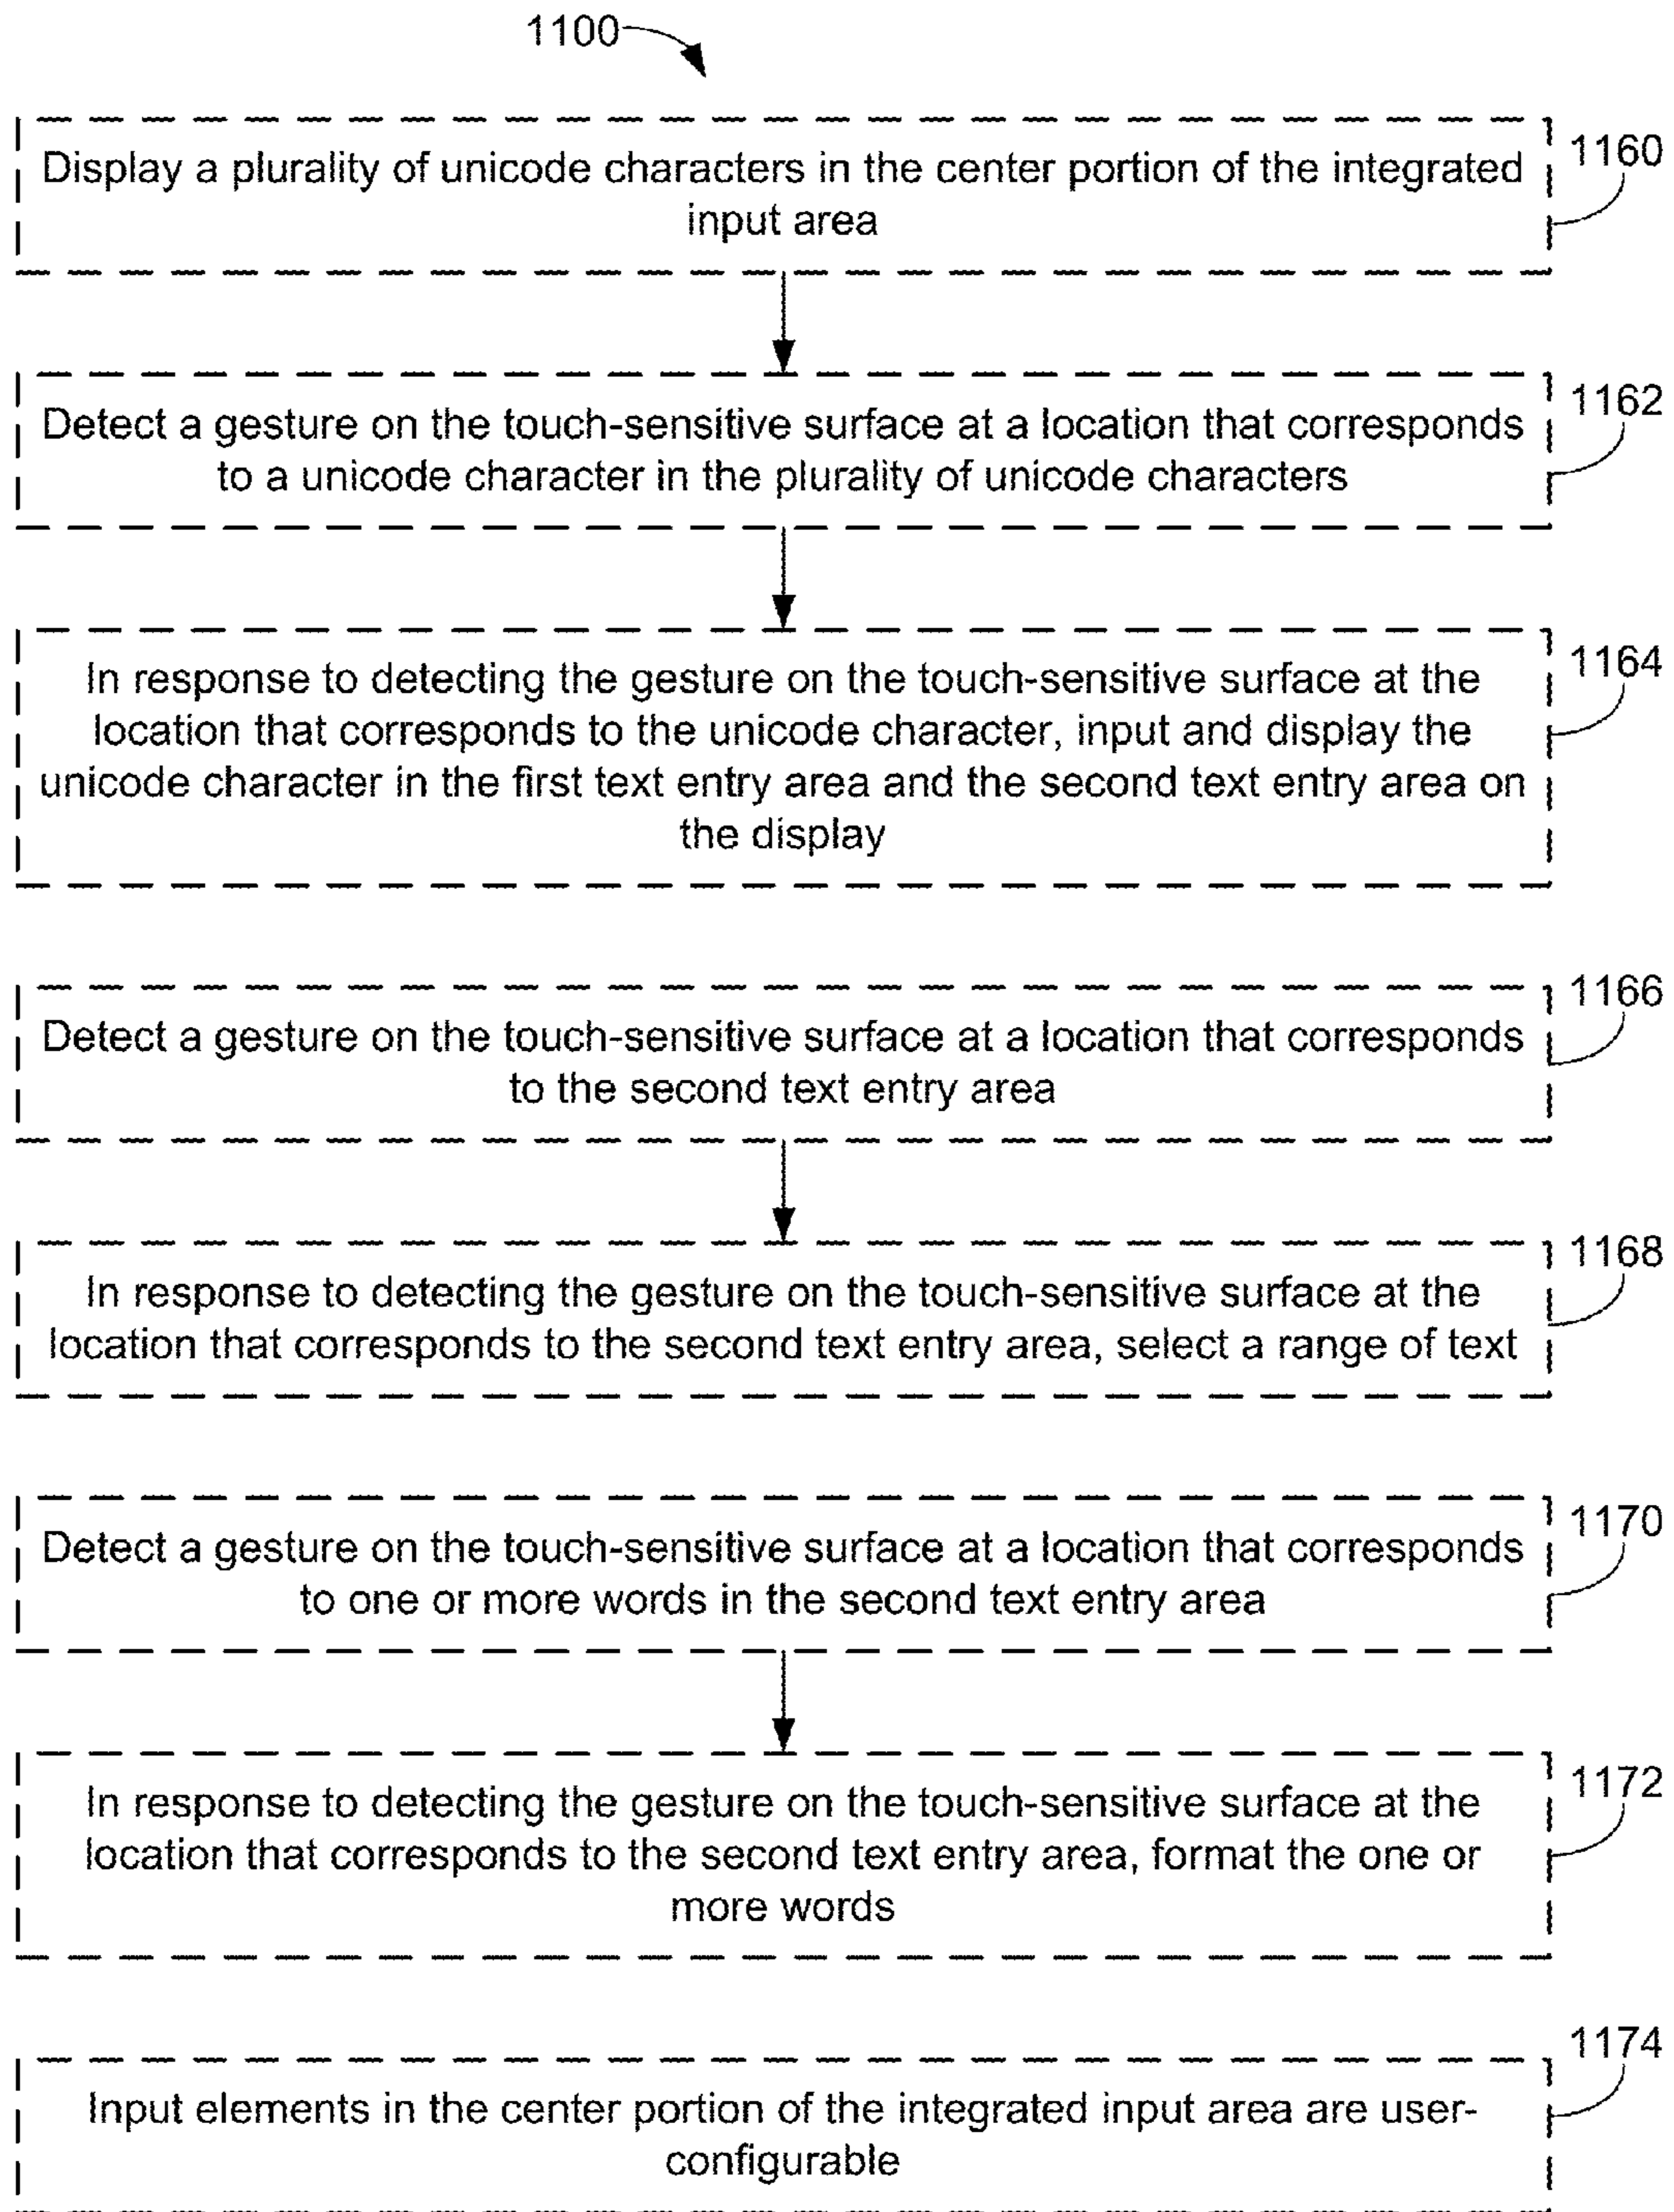 1100
Display a plurality of unicode characters in the center portion of the integrated
input area
1160
Detect a gesture on the touch-sensitive surface at a location that corresponds
to a unicode character in the plurality of unicode characters
1162
In response to detecting the gesture on the touch-sensitive surface at the
location that corresponds to the unicode character, input and display the
unicode character in the first text entry area and the second text entry area on
the display
1164
Detect a gesture on the touch-sensitive surface at a location that corresponds
to the second text entry area
1166
In response to detecting the gesture on the touch-sensitive surface at the
location that corresponds to the second text entry area, select a range of text
1168
Detect a gesture on the touch-sensitive surface at a location that corresponds
to one or more words in the second text entry area
1170
In response to detecting the gesture on the touch-sensitive surface at the
location that corresponds to the second text entry area, format the one or
more words
1172
Input elements in the center portion of the integrated input area are user-
configurable
1174